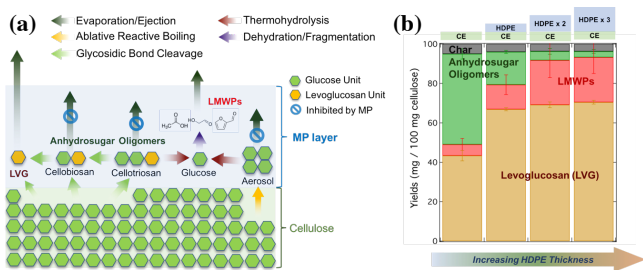 (a)
Evaporation/Ejection
Ablative Reactive Boiling
Glycosidic Bond Cleavage
Thermohydrolysis
Dehydration/Fragmentation
Glucose Unit
Levoglucosan Unit
Inhibited by MP
LMWPs
H₃C
OH
MP layer
Anhydrosugar Oligomers
LVG
Cellobiosan
Cellotriosan
Glucose
Aerosol
Cellulose
(b)
CE
HDPE
CE
HDPE x 2
CE
HDPE x 3
CE
Yields (mg / 100 mg cellulose)
100
80
60
40
20
0
Char
Anhydrosugar
Oligomers
LMWPs
Levoglucosan (LVG)
Increasing HDPE Thickness